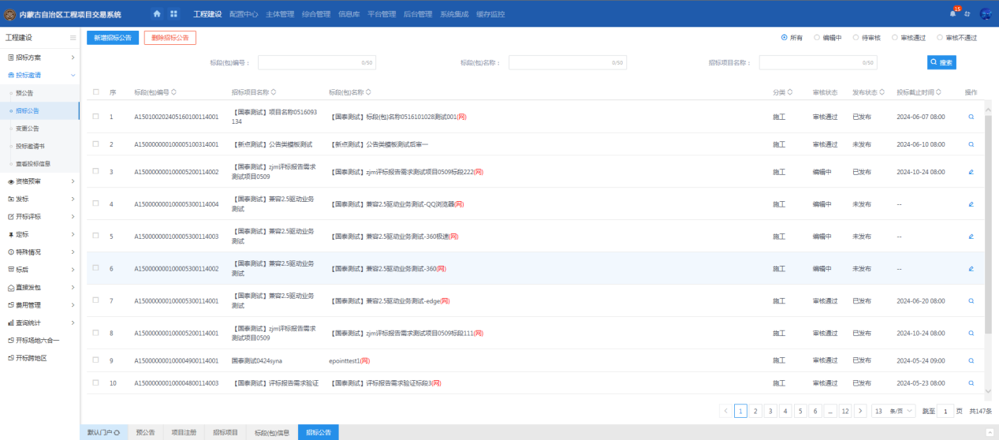 内蒙古自治区工程项目交易系统
工程建设 配置中心 主体管理 综合管理 信息库 平台管理 后台管理 系统集成 缓存监控
15
工程建设
招标方案
投标邀请
预公告
招标公告
变更公告
投标邀请书
查看投标信息
资格预审
发标
开标评标
定标
特殊情况
标后
直接发包
费用管理
查询统计
开标场地六合一
开标跨地区
新增招标公告 删除招标公告
所有 编辑中 待审核 审核通过 审核不通过
标段(包)编号： 0/50 标段(包)名称： 0/50 招标项目名称： 0/50 搜索
序 标段(包)编号 招标项目名称 标段(包)名称 分类 审核状态 发布状态 投标截止时间 操作
1 A150100202405160100114001 【国泰测试】项目名称0516093134 【国泰测试】标段(包)名称0516101028测试001(网) 施工 审核通过 已发布 2024-06-07 08:00
2 A150000001000005100314001 【新点测试】公告类模板测试 【新点测试】公告类模板测试后审一 施工 审核通过 未发布 2024-06-10 08:00
3 A150000001000005200114002 【国泰测试】zjm评标报告需求测试项目0509 【国泰测试】zjm评标报告需求测试项目0509标段222(网) 施工 编辑中 已发布 2024-10-24 08:00
4 A150000001000005300114004 【国泰测试】兼容2.5驱动业务测试 【国泰测试】兼容2.5驱动业务测试-QQ浏览器(网) 施工 编辑中 未发布 --
5 A150000001000005300114003 【国泰测试】兼容2.5驱动业务测试 【国泰测试】兼容2.5驱动业务测试-360极速(网) 施工 编辑中 未发布 --
6 A150000001000005300114002 【国泰测试】兼容2.5驱动业务测试 【国泰测试】兼容2.5驱动业务测试-360(网) 施工 编辑中 未发布 --
7 A150000001000005300114001 【国泰测试】兼容2.5驱动业务测试 【国泰测试】兼容2.5驱动业务测试-edge(网) 施工 审核通过 已发布 2024-06-20 08:00
8 A150000001000005200114001 【国泰测试】zjm评标报告需求测试项目0509 【国泰测试】zjm评标报告需求测试项目0509标段111(网) 施工 审核通过 已发布 2024-10-24 08:00
9 A150000001000004900114001 国泰测试0424syna epointtest1(网) 施工 审核通过 已发布 2024-05-24 09:00
10 A150000001000004800114003 【国泰测试】评标报告需求验证 【国泰测试】评标报告需求验证标段3(网) 施工 审核通过 已发布 2024-05-23 08:00
1 2 3 4 5 6 ... 12 13 条/页 跳至 1 页 共147条
默认门户 预公告 项目注册 招标项目 标段(包)信息 招标公告